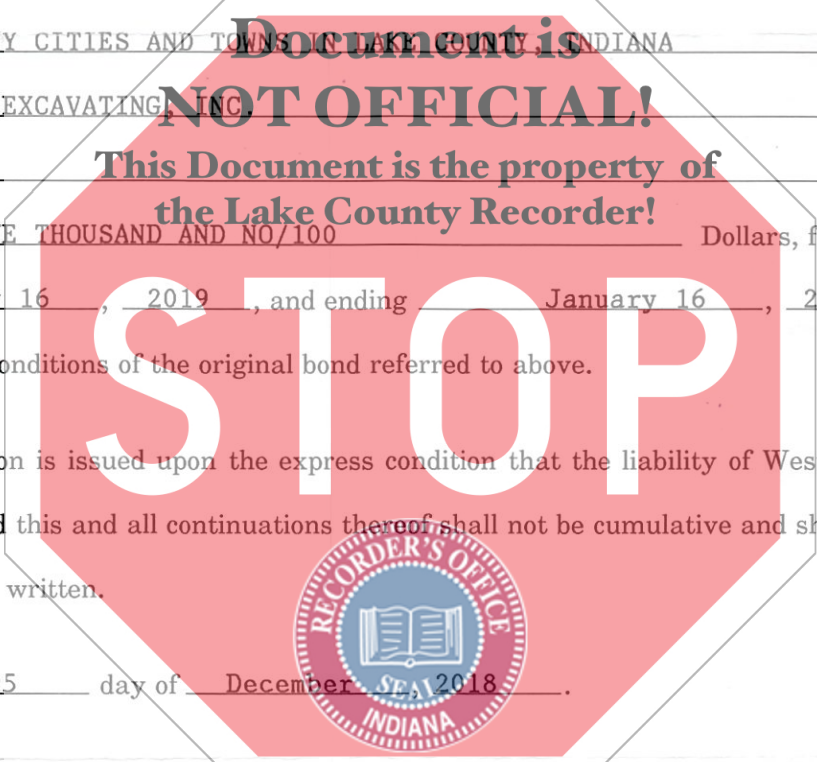 Document is
Y CITIES AND TOWNS IN LAKE COUNTY, INDIANA
NOT OFFICIAL!
EXCAVATING, INC.
This Document is the property of
the Lake County Recorder!
E THOUSAND AND NO/100 Dollars, f
16 , 2019 , and ending January 16 , 2
STOP
onditions of the original bond referred to above.
on is issued upon the express condition that the liability of Wes
d this and all continuations thereof shall not be cumulative and sh
written.
RECORDER'S OFFICE
SEAL
INDIANA
5 day of December , 2018 .